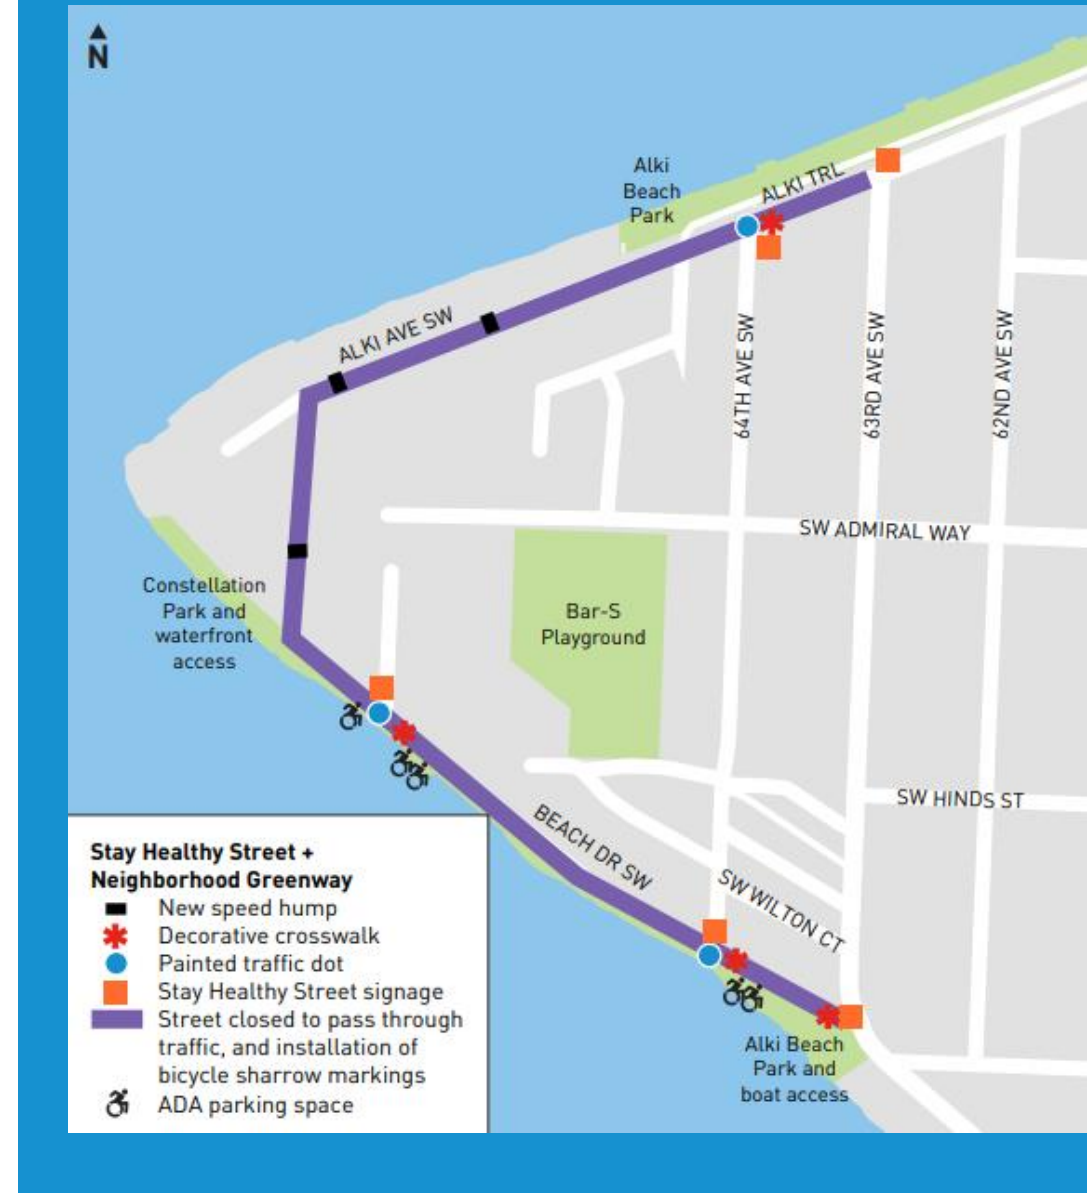 N
Alki
Beach
Park
ALKI TRL
ALKI AVE SW
64TH AVE SW
63RD AVE SW
62ND AVE SW
SW ADMIRAL WAY
Constellation
Park and
waterfront
access
Bar-S
Playground
SW HINDS ST
BEACH DR SW
SW WILTON CT
Alki Beach
Park and
boat access
Stay Healthy Street +
Neighborhood Greenway
New speed hump
Decorative crosswalk
Painted traffic dot
Stay Healthy Street signage
Street closed to pass through
traffic, and installation of
bicycle sharrow markings
ADA parking space